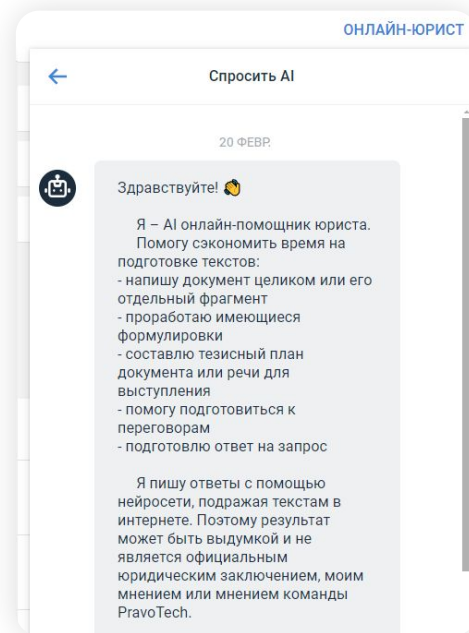 ОНЛАЙН-ЮРИСТ
Спросить AI
20 ФЕВР.
Здравствуйте! 👏
Я – AI онлайн-помощник юриста.
Помогу сэкономить время на
подготовке текстов:
- напишу документ целиком или его
отдельный фрагмент
- проработаю имеющиеся
формулировки
- составлю тезисный план
документа или речи для
выступления
- помогу подготовиться к
переговорам
- подготовлю ответ на запрос
Я пишу ответы с помощью
нейросети, подражая текстам в
интернете. Поэтому результат
может быть выдумкой и не
является официальным
юридическим заключением, моим
мнением или мнением команды
PravoTech.